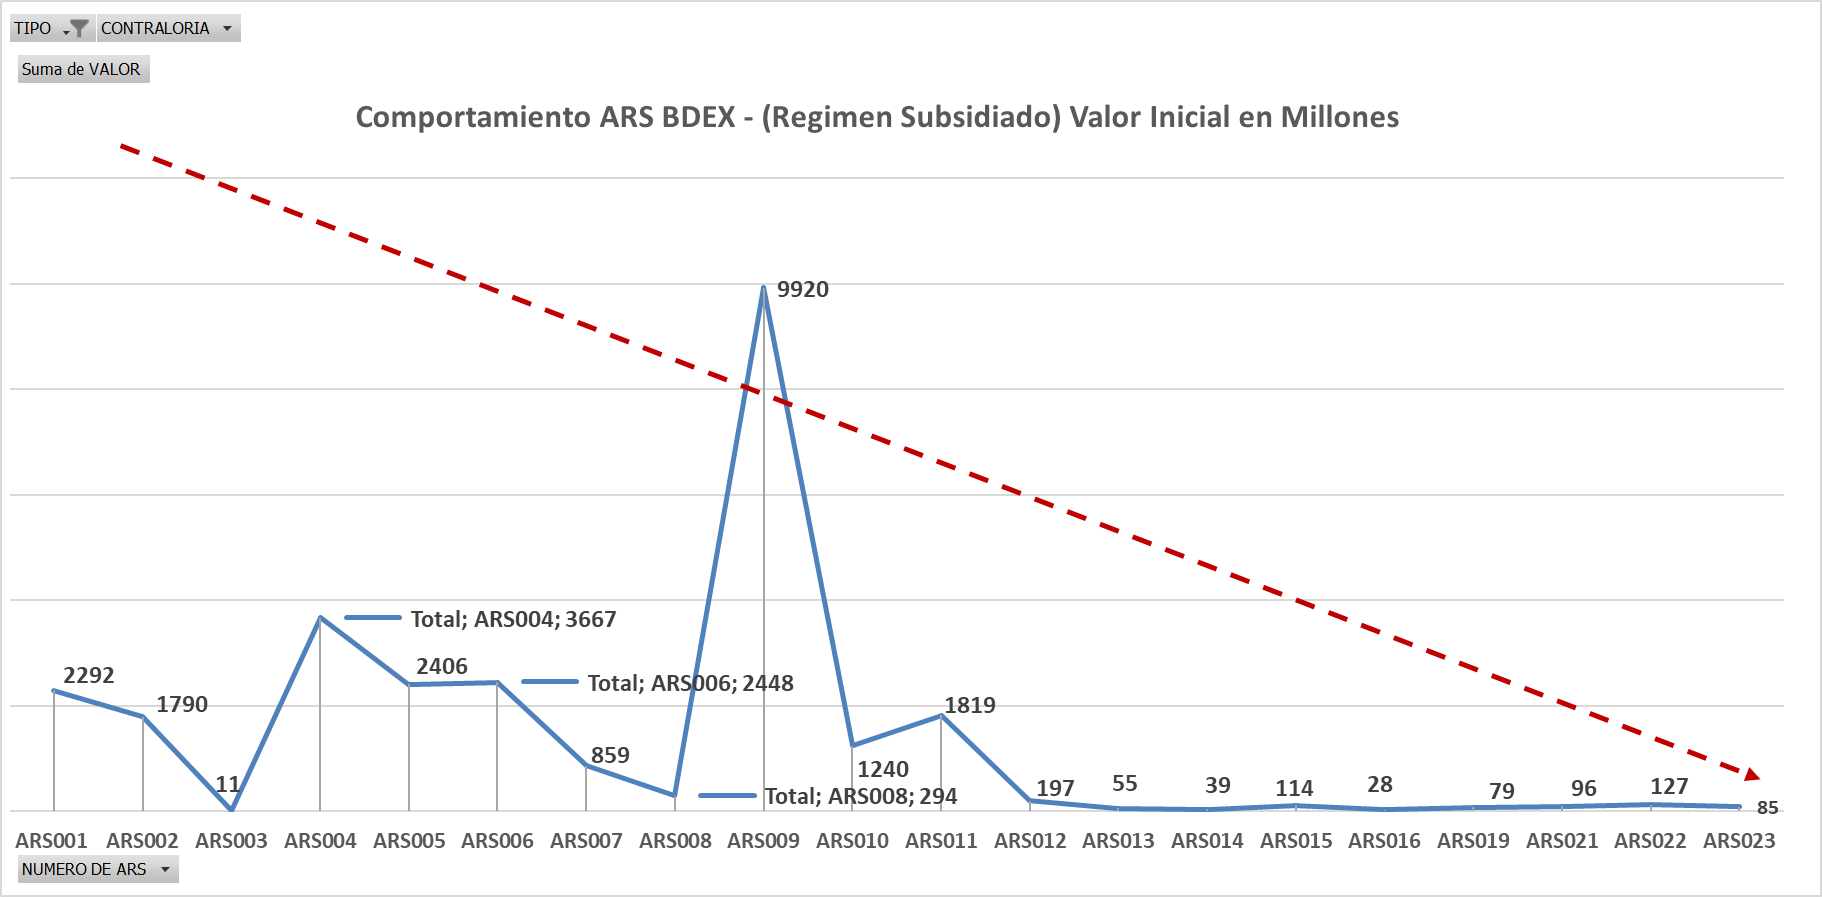 TIPO CONTRALORIA
Suma de VALOR
Comportamiento ARS BDEX - (Regimen Subsidiado) Valor Inicial en Millones
9920
Total; ARS004; 3667
2292
2406
Total; ARS006; 2448
1790
1819
859
1240
11
Total; ARS008; 294
197
55
39
114
28
79
96
127
85
ARS001 ARS002 ARS003 ARS004 ARS005 ARS006 ARS007 ARS008 ARS009 ARS010 ARS011 ARS012 ARS013 ARS014 ARS015 ARS016 ARS019 ARS021 ARS022 ARS023
NUMERO DE ARS